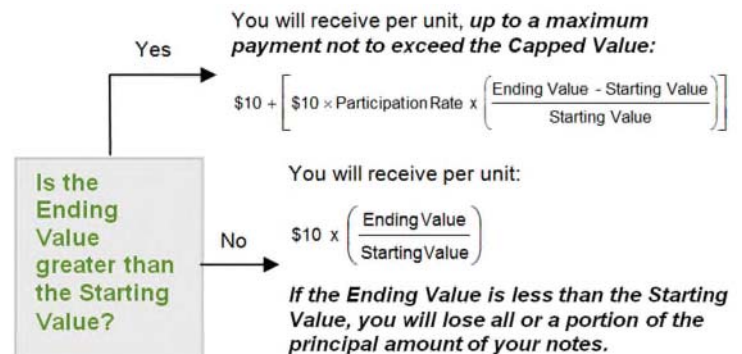 You will receive per unit, up to a maximum
payment not to exceed the Capped Value:
Yes
$10 + [ $10 × Participation Rate x ( Ending Value - Starting Value / Starting Value ) ]
Is the
Ending
Value
greater than
the Starting
Value?
No
You will receive per unit:
$10 x ( Ending Value / Starting Value )
If the Ending Value is less than the Starting
Value, you will lose all or a portion of the
principal amount of your notes.